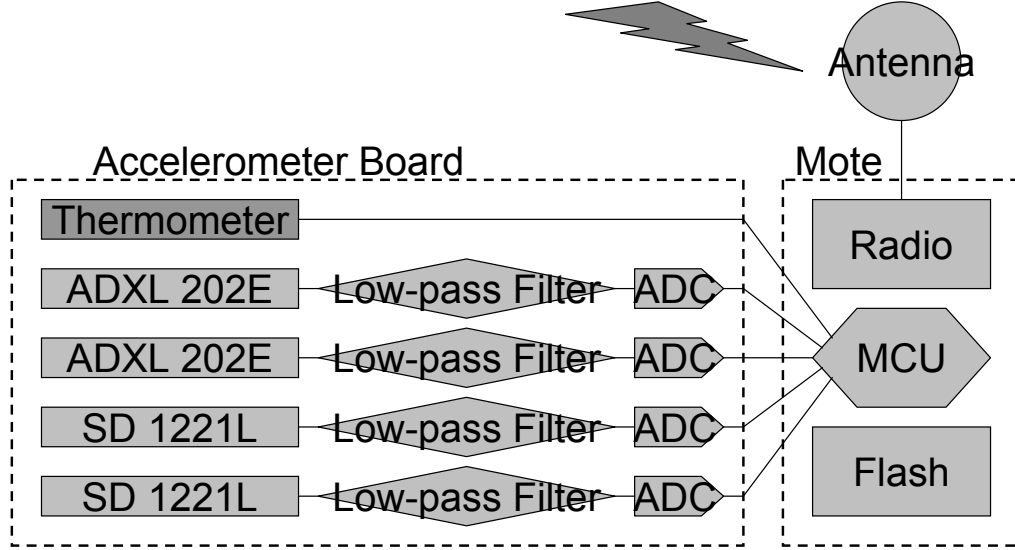 Antenna
Accelerometer Board
Mote
Thermometer
Radio
ADXL 202E Low-pass Filter ADC
ADXL 202E Low-pass Filter ADC
MCU
SD 1221L Low-pass Filter ADC
SD 1221L Low-pass Filter ADC
Flash